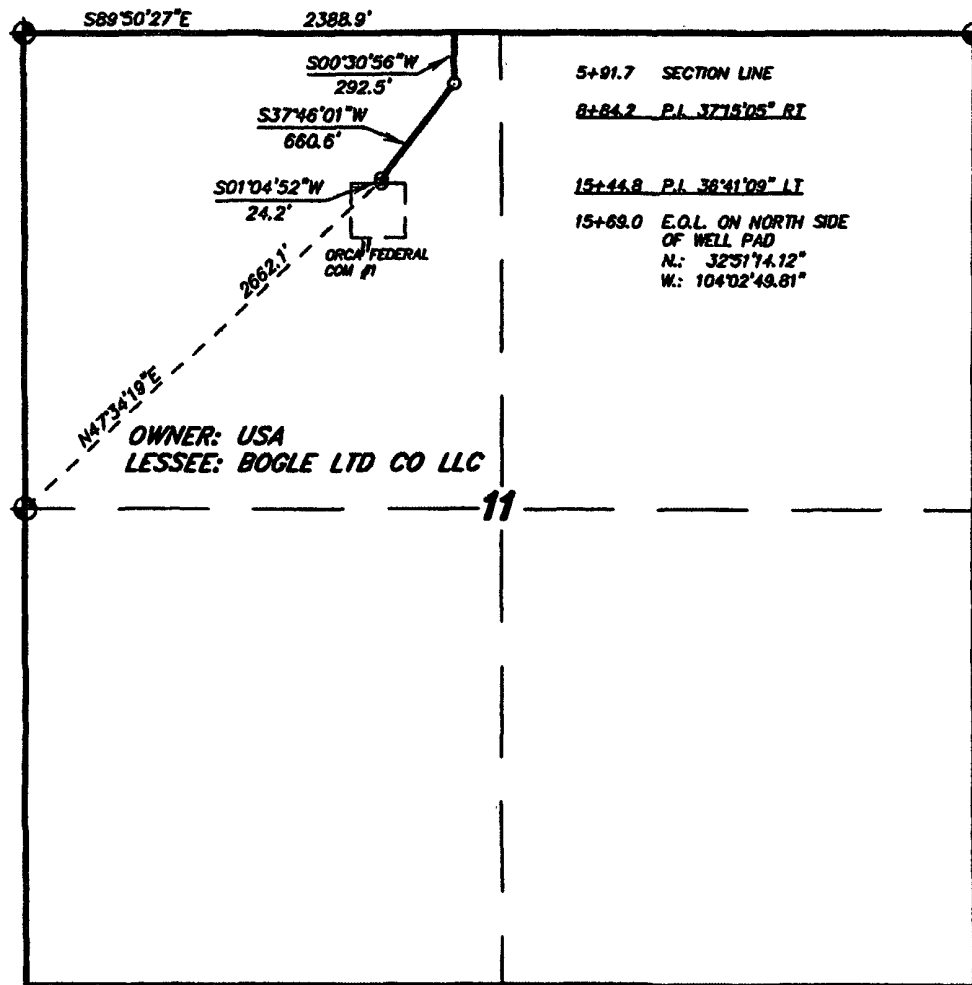 S89°50'27"E 2388.9'
S00°30'56"W
292.5'
S37°46'01"W
660.6'
S01°04'52"W
24.2'
ORCA FEDERAL
COM #1
2662.1'
N47°34'19"E
OWNER: USA
LESSEE: BOGLE LTD CO LLC
11
5+91.7 SECTION LINE
8+84.2 P.I. 37°15'05" RT
15+44.8 P.I. 36°41'09" LT
15+69.0 E.O.L. ON NORTH SIDE
OF WELL PAD
N.: 32°51'14.12"
W.: 104°02'49.81"